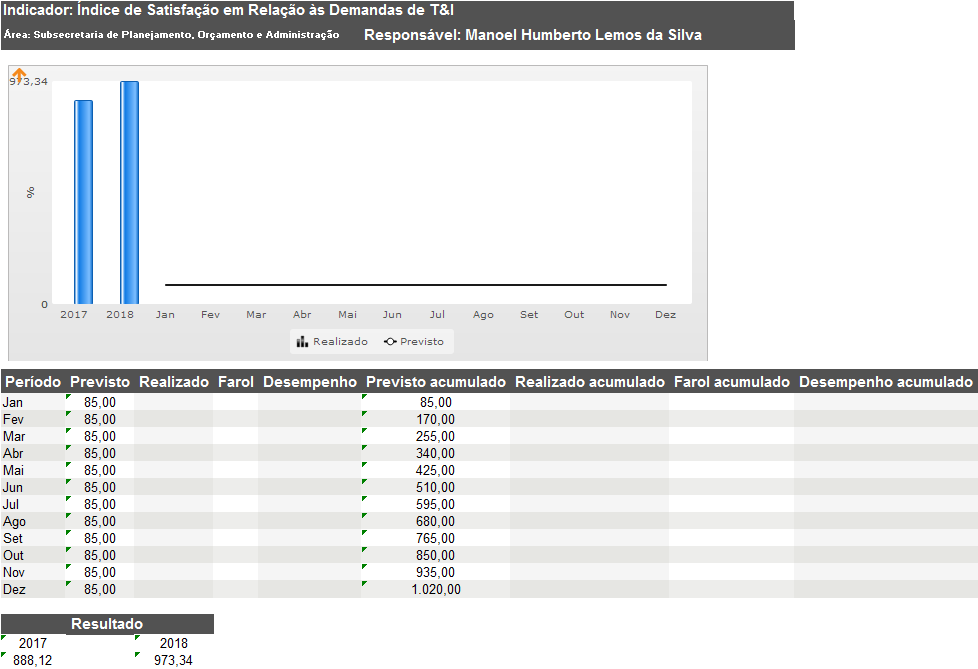 Indicador: Índice de Satisfação em Relação às Demandas de T&I
Área: Subsecretaria de Planejamento, Orçamento e Administração Responsável: Manoel Humberto Lemos da Silva
973,34
%
0
2017 2018 Jan Fev Mar Abr Mai Jun Jul Ago Set Out Nov Dez
Realizado Previsto
Período Previsto Realizado Farol Desempenho Previsto acumulado Realizado acumulado Farol acumulado Desempenho acumulado
Jan 85,00 85,00
Fev 85,00 170,00
Mar 85,00 255,00
Abr 85,00 340,00
Mai 85,00 425,00
Jun 85,00 510,00
Jul 85,00 595,00
Ago 85,00 680,00
Set 85,00 765,00
Out 85,00 850,00
Nov 85,00 935,00
Dez 85,00 1.020,00
Resultado
2017 2018
888,12 973,34